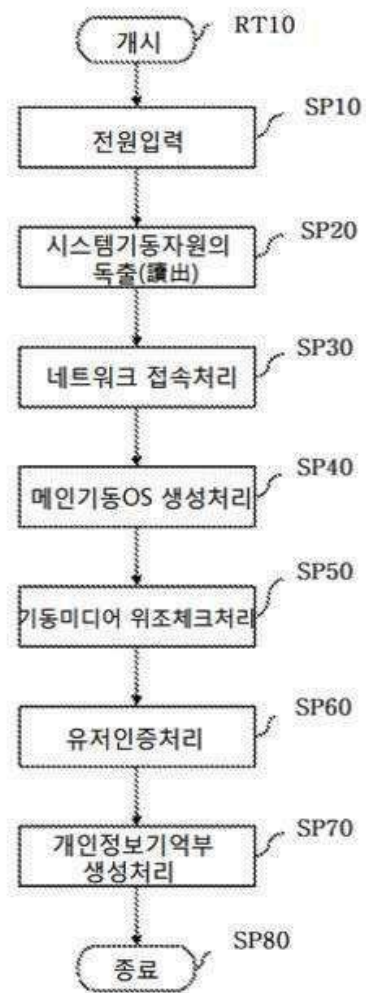 개시
RT10
SP10
전원입력
SP20
시스템기동자원의
독출(讀出)
SP30
네트워크 접속처리
SP40
메인기동OS 생성처리
SP50
기동미디어 위조체크처리
SP60
유저인증처리
SP70
개인정보기억부
생성처리
SP80
종료